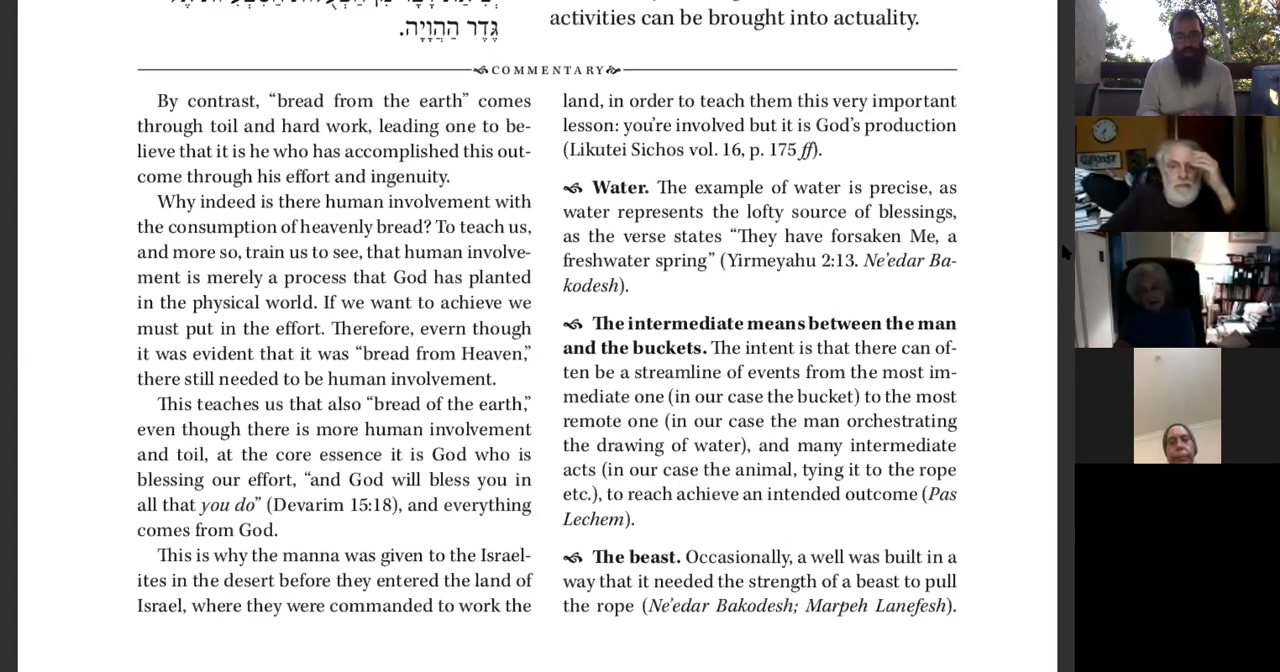 גֶּדֶר הַהֲוָיָה.
activities can be brought into actuality.
COMMENTARY
By contrast, “bread from the earth” comes
through toil and hard work, leading one to be-
lieve that it is he who has accomplished this out-
come through his effort and ingenuity.
Why indeed is there human involvement with
the consumption of heavenly bread? To teach us,
and more so, train us to see, that human involve-
ment is merely a process that God has planted
in the physical world. If we want to achieve we
must put in the effort. Therefore, evern though
it was evident that it was “bread from Heaven,”
there still needed to be human involvement.
This teaches us that also “bread of the earth,”
even though there is more human involvement
and toil, at the core essence it is God who is
blessing our effort, “and God will bless you in
all that you do” (Devarim 15:18), and everything
comes from God.
This is why the manna was given to the Israel-
ites in the desert before they entered the land of
Israel, where they were commanded to work the
land, in order to teach them this very important
lesson: you’re involved but it is God’s production
(Likutei Sichos vol. 16, p. 175 ff).
Water. The example of water is precise, as
water represents the lofty source of blessings,
as the verse states “They have forsaken Me, a
freshwater spring” (Yirmeyahu 2:13. Ne’edar Ba-
kodesh).
The intermediate means between the man
and the buckets. The intent is that there can of-
ten be a streamline of events from the most im-
mediate one (in our case the bucket) to the most
remote one (in our case the man orchestrating
the drawing of water), and many intermediate
acts (in our case the animal, tying it to the rope
etc.), to reach achieve an intended outcome (Pas
Lechem).
The beast. Occasionally, a well was built in a
way that it needed the strength of a beast to pull
the rope (Ne’edar Bakodesh; Marpeh Lanefesh).